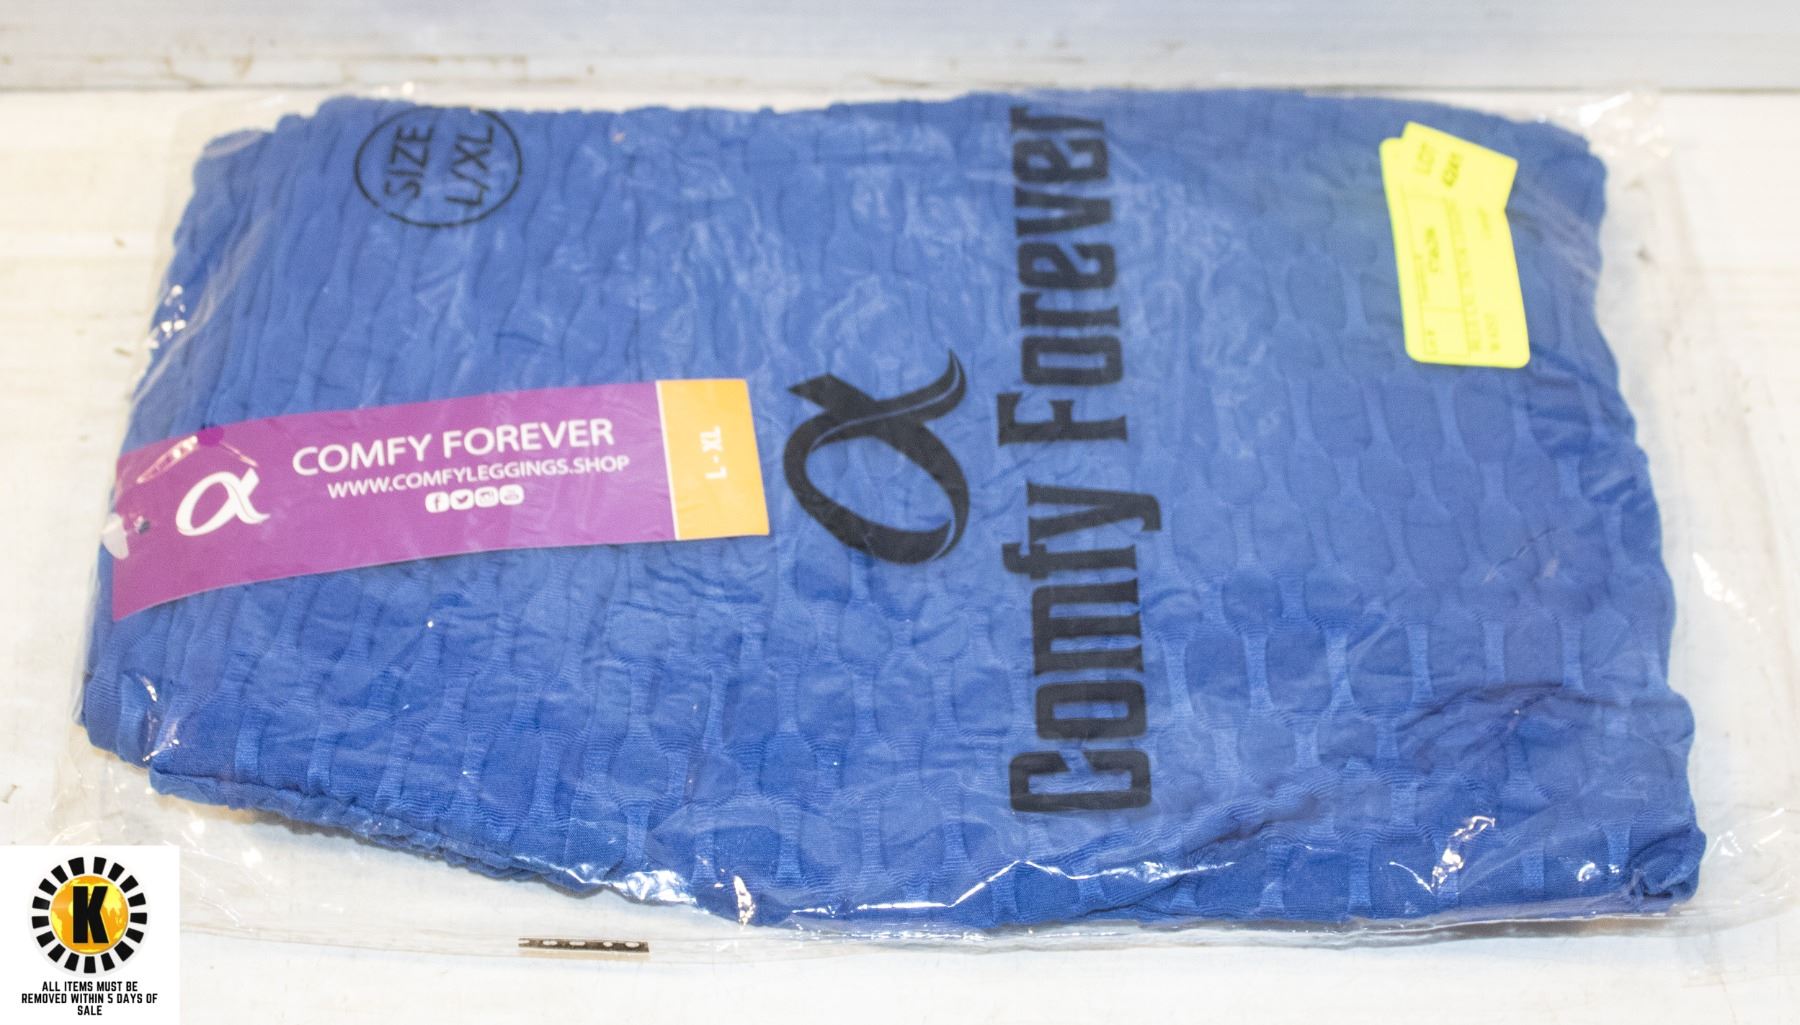 SIZE
L/XL
COMFY FOREVER
WWW.COMFYLEGGINGS.SHOP
L - XL
Comfy Forever
LOT
K
ALL ITEMS MUST BE
REMOVED WITHIN 5 DAYS OF
SALE